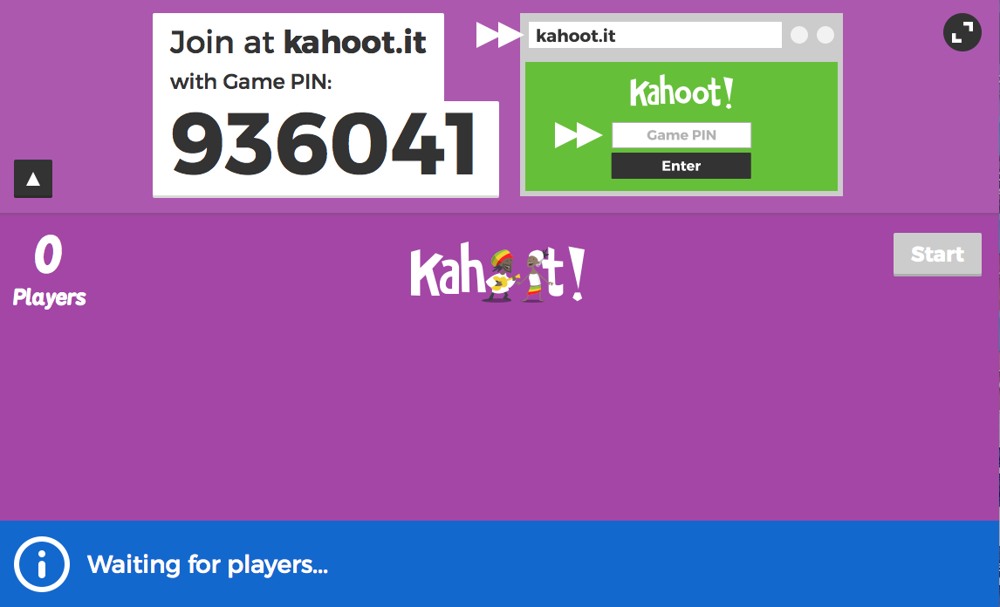 Join at kahoot.it
with Game PIN:
936041
kahoot.it
Kahoot!
Game PIN
Enter
0
Players
Kahoot!
Start
Waiting for players...